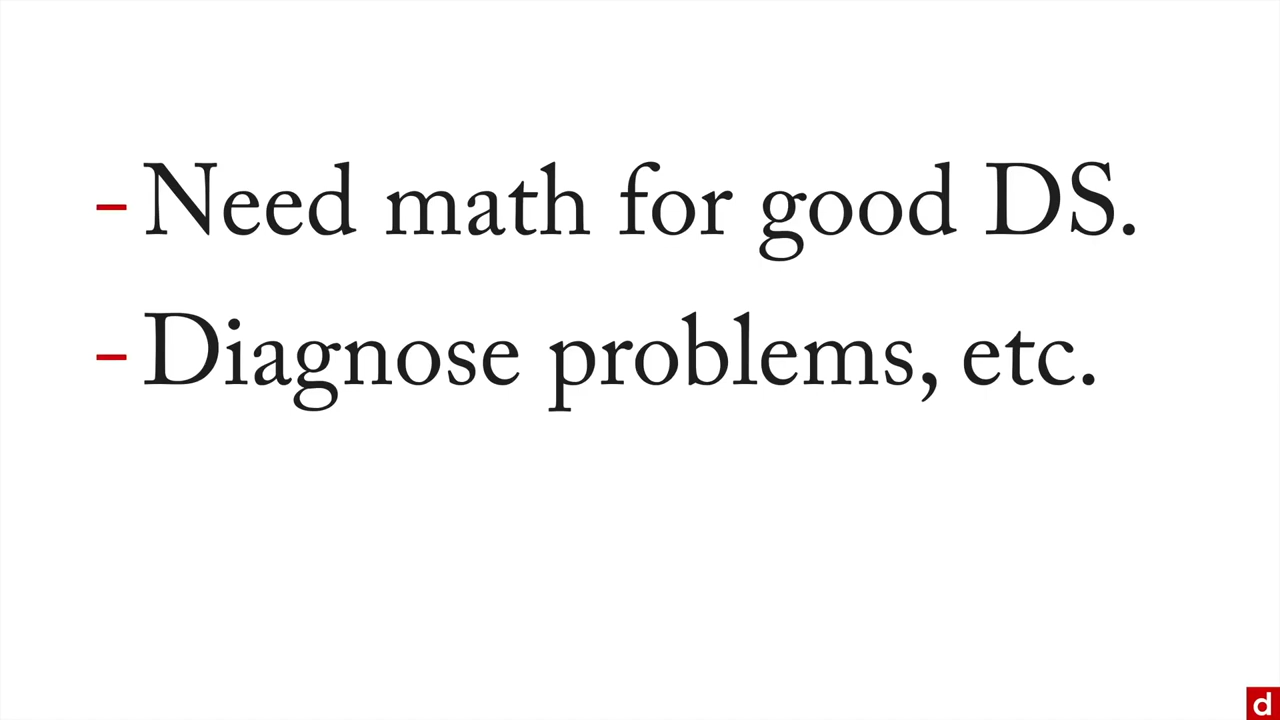 - Need math for good DS.
- Diagnose problems, etc.
d